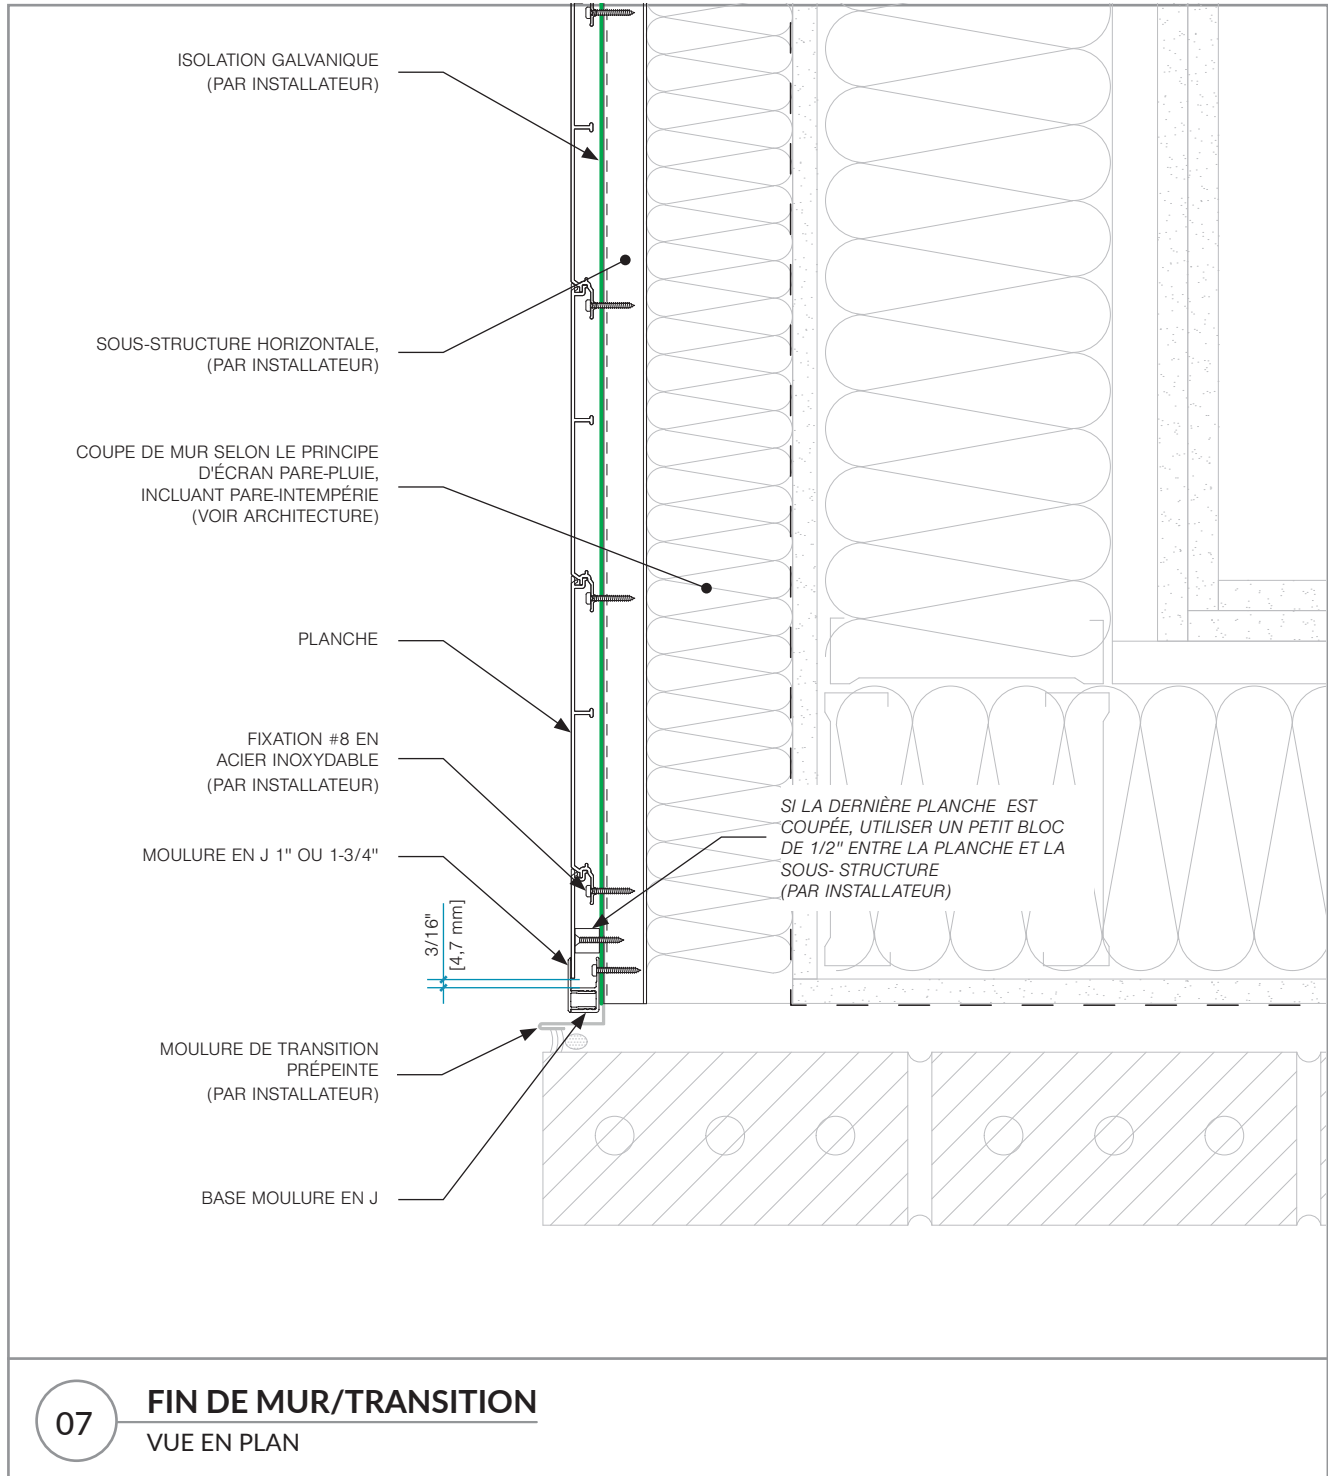 ISOLATION GALVANIQUE
(PAR INSTALLATEUR)
SOUS-STRUCTURE HORIZONTALE,
(PAR INSTALLATEUR)
COUPE DE MUR SELON LE PRINCIPE
D'ÉCRAN PARE-PLUIE,
INCLUANT PARE-INTEMPÉRIE
(VOIR ARCHITECTURE)
PLANCHE
FIXATION #8 EN
ACIER INOXYDABLE
(PAR INSTALLATEUR)
SI LA DERNIÈRE PLANCHE EST
COUPÉE, UTILISER UN PETIT BLOC
DE 1/2" ENTRE LA PLANCHE ET LA
SOUS- STRUCTURE
(PAR INSTALLATEUR)
MOULURE EN J 1" OU 1-3/4"
3/16"
[4,7 mm]
MOULURE DE TRANSITION
PRÉPEINTE
(PAR INSTALLATEUR)
BASE MOULURE EN J
07
FIN DE MUR/TRANSITION
VUE EN PLAN